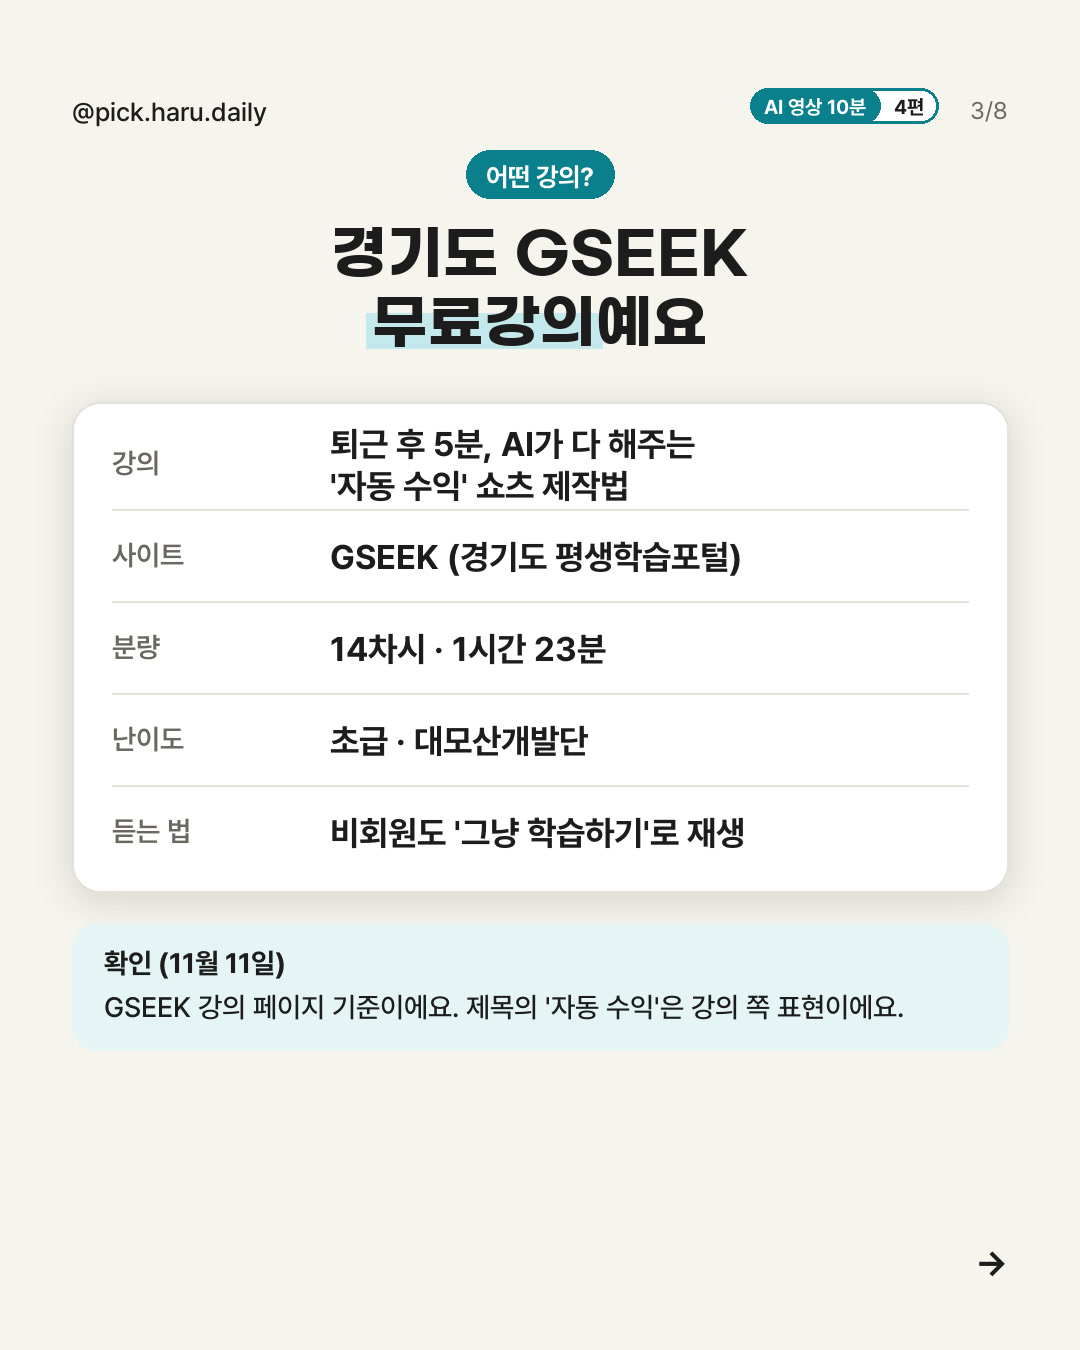 @pick.haru.daily
AI 영상 10분 4편
3/8
어떤 강의?
경기도 GSEEK
무료강의예요
강의
퇴근 후 5분, AI가 다 해주는
'자동 수익' 쇼츠 제작법
사이트
GSEEK (경기도 평생학습포털)
분량
14차시 · 1시간 23분
난이도
초급 · 대모산개발단
듣는 법
비회원도 '그냥 학습하기'로 재생
확인 (11월 11일)
GSEEK 강의 페이지 기준이에요. 제목의 '자동 수익'은 강의 쪽 표현이에요.
→